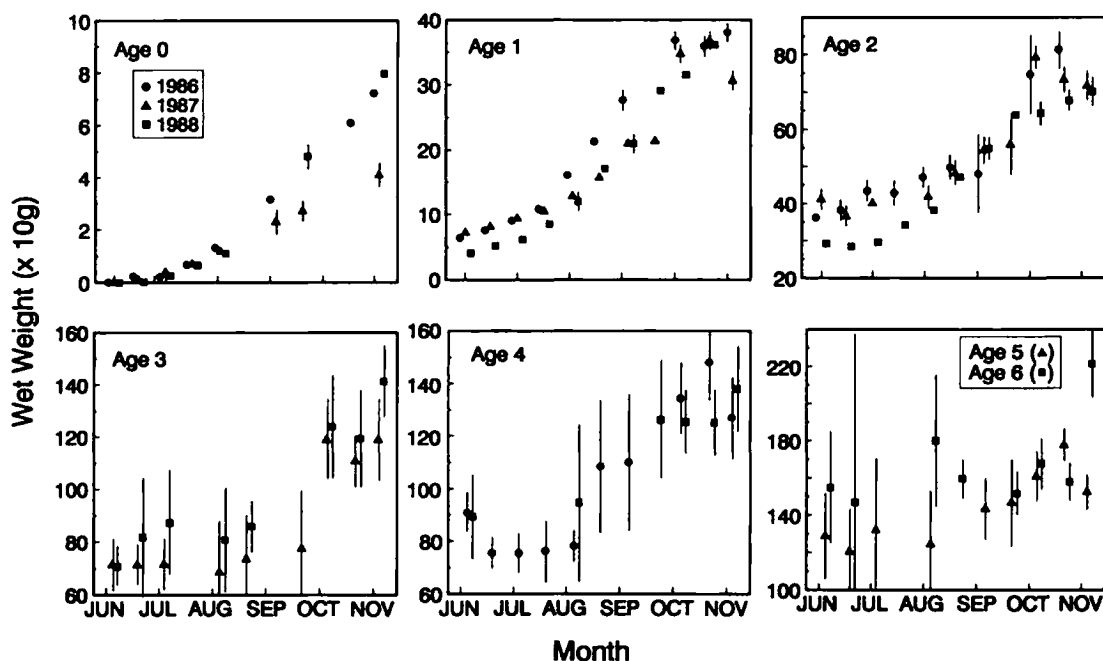 Wet Weight (x 10g)
10
8
6
4
2
0
Age 0
1986
1987
1988
40
30
20
10
0
Age 1
80
60
40
20
Age 2
160
140
120
100
80
60
Age 3
JUN JUL AUG SEP OCT NOV
160
140
120
100
80
60
Age 4
JUN JUL AUG SEP OCT NOV
220
180
140
100
Age 5 (▲)
Age 6 (■)
JUN JUL AUG SEP OCT NOV
Month